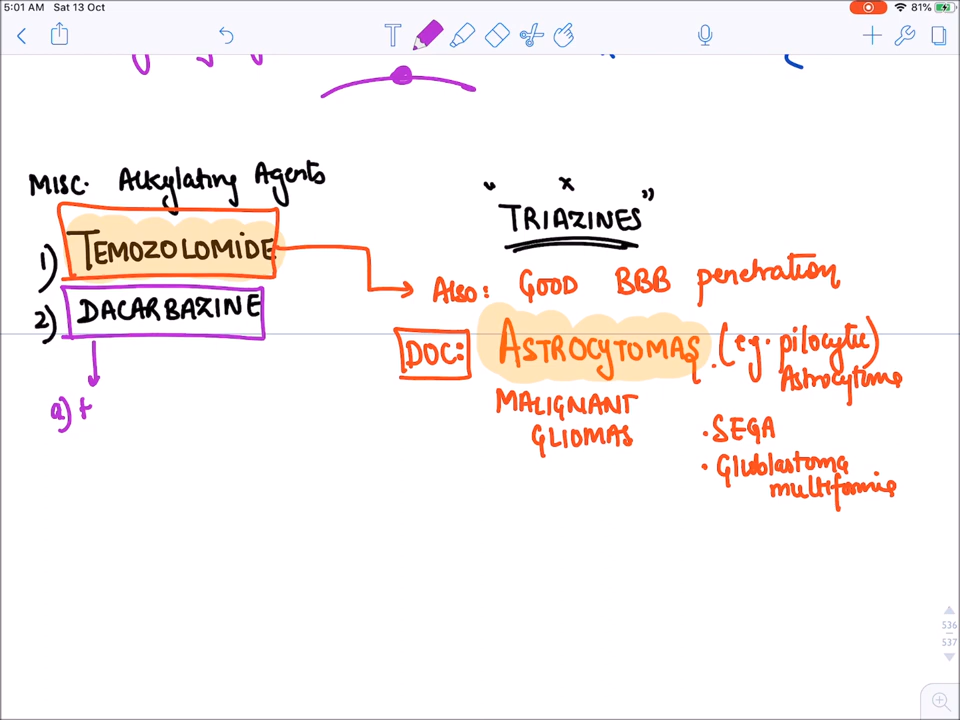 5:01 AM Sat 13 Oct
81%
T
MISC. Alkylating Agents
"TRIAZINES"
x
1) TEMOZOLOMIDE
2) DACARBAZINE
Also: GOOD BBB penetration
DOC: ASTROCYTOMAS. (eg. pilocytic
Astrocytoma)
MALIGNANT
GLIOMAS
• SEGA
• Glioblastoma
multiformis
a) t
536
537